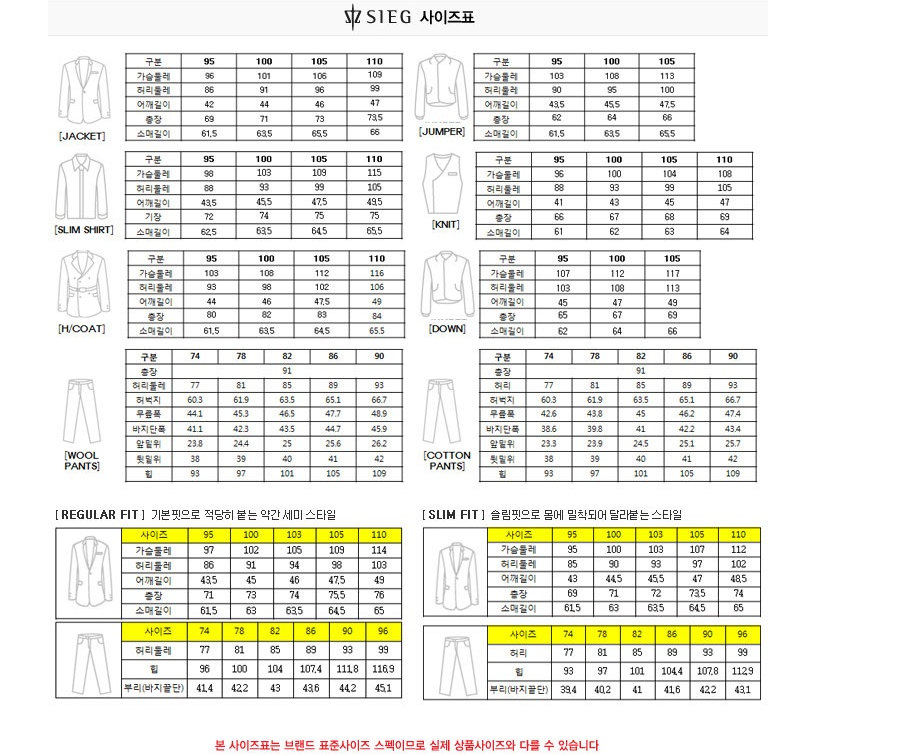 SIEG 사이즈표
구분 95 100 105 110
가슴둘레 96 101 106 109
허리둘레 86 91 96 99
어깨길이 42 44 46 47
총장 69 71 73 73,5
소매길이 61,5 63,5 65,5 66
[JACKET]
구분 95 100 105
가슴둘레 103 108 113
허리둘레 90 95 100
어깨길이 43,5 45,5 47,5
총장 62 64 66
소매길이 61,5 63,5 65,5
[JUMPER]
구분 95 100 105 110
가슴둘레 98 103 109 115
허리둘레 88 93 99 105
어깨길이 43,5 45,5 47,5 49,5
기장 72 74 75 75
소매길이 62,5 63,5 64,5 65,5
[SLIM SHIRT]
구분 95 100 105 110
가슴둘레 96 100 104 108
허리둘레 88 93 99 105
어깨길이 41 43 45 47
총장 66 67 68 69
소매길이 61 62 63 64
[KNIT]
구분 95 100 105 110
가슴둘레 103 108 112 116
허리둘레 93 98 102 106
어깨길이 44 46 47,5 49
총장 80 82 83 84
소매길이 61,5 63,5 64,5 65.5
[H/COAT]
구분 95 100 105
가슴둘레 107 112 117
허리둘레 103 108 113
어깨길이 45 47 49
총장 65 67 69
소매길이 62 64 66
[DOWN]
구분 74 78 82 86 90
총장 91
허리둘레 77 81 85 89 93
허벅지 60.3 61.9 63.5 65.1 66.7
무릎폭 44.1 45.3 46.5 47.7 48.9
바지단폭 41.1 42.3 43.5 44.7 45.9
앞밑위 23.8 24.4 25 25.6 26.2
뒷밑위 38 39 40 41 42
힙 93 97 101 105 109
[WOOL
PANTS]
구분 74 78 82 86 90
총장 91
허리 77 81 85 89 93
허벅지 60.3 61.9 63.5 65.1 66.7
무릎폭 42.6 43.8 45 46.2 47.4
바지단폭 38.6 39.8 41 42.2 43.4
앞밑위 23.3 23.9 24.5 25.1 25.7
뒷밑위 38 39 40 41 42
힙 93 97 101 105 109
[COTTON
PANTS]
[ REGULAR FIT ] 기본핏으로 적당히 붙는 약간 세미 스타일
사이즈 95 100 103 105 110
가슴둘레 97 102 105 109 114
허리둘레 86 91 94 98 103
어깨길이 43,5 45 46 47,5 49
총장 71 73 74 75,5 76
소매길이 61,5 63 63,5 64,5 65
사이즈 74 78 82 86 90 96
허리둘레 77 81 85 89 93 99
힙 96 100 104 107,4 111,8 116,9
부리(바지끝단) 41,4 42,2 43 43,6 44,2 45,1
[ SLIM FIT ] 슬림핏으로 몸에 밀착되어 달라붙는 스타일
사이즈 95 100 103 105 110
가슴둘레 95 100 103 107 112
허리둘레 85 90 93 97 102
어깨길이 43 44,5 45,5 47 48,5
총장 69 71 72 73,5 74
소매길이 61,5 63 63,5 64,5 65
사이즈 74 78 82 86 90 96
허리 77 81 85 89 93 99
힙 93 97 101 104,4 107,8 112,9
부리(바지끝단) 39,4 40,2 41 41,6 42,2 43,1
본 사이즈표는 브랜드 표준사이즈 스펙이므로 실제 상품사이즈와 다를 수 있습니다